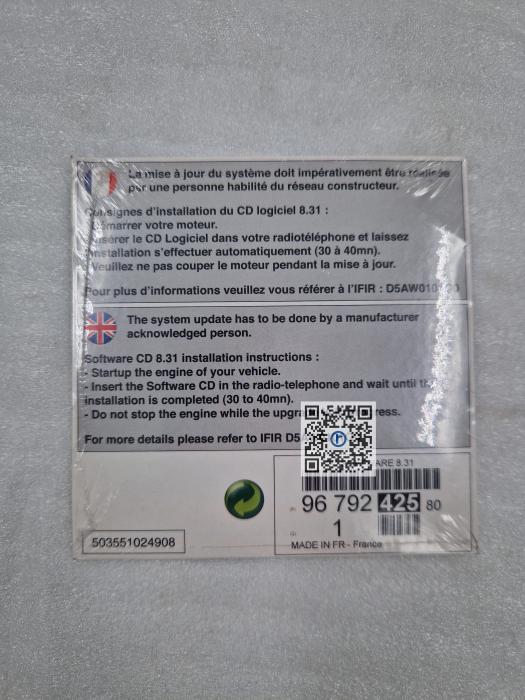 La mise à jour du système doit impérativement être réalisée
par une personne habilité du réseau constructeur.
Consignes d'installation du CD logiciel 8.31 :
Démarrer votre moteur.
Insérer le CD Logiciel dans votre radiotéléphone et laissez
installation s'effectuer automatiquement (30 à 40mn).
Veuillez ne pas couper le moteur pendant la mise à jour.
Pour plus d'informations veuillez vous référer à l'IFIR :
The system update has to be done by a manufacturer
acknowledged person.
Software CD 8.31 installation instructions :
- Startup the engine of your vehicle.
- Insert the Software CD in the radio-telephone and wait until
installation is completed (30 to 40mn).
- Do not stop the engine while the
For more details please refer to IFIR
8.31
96 792 425 80
1
MADE IN FR - France
503551024908